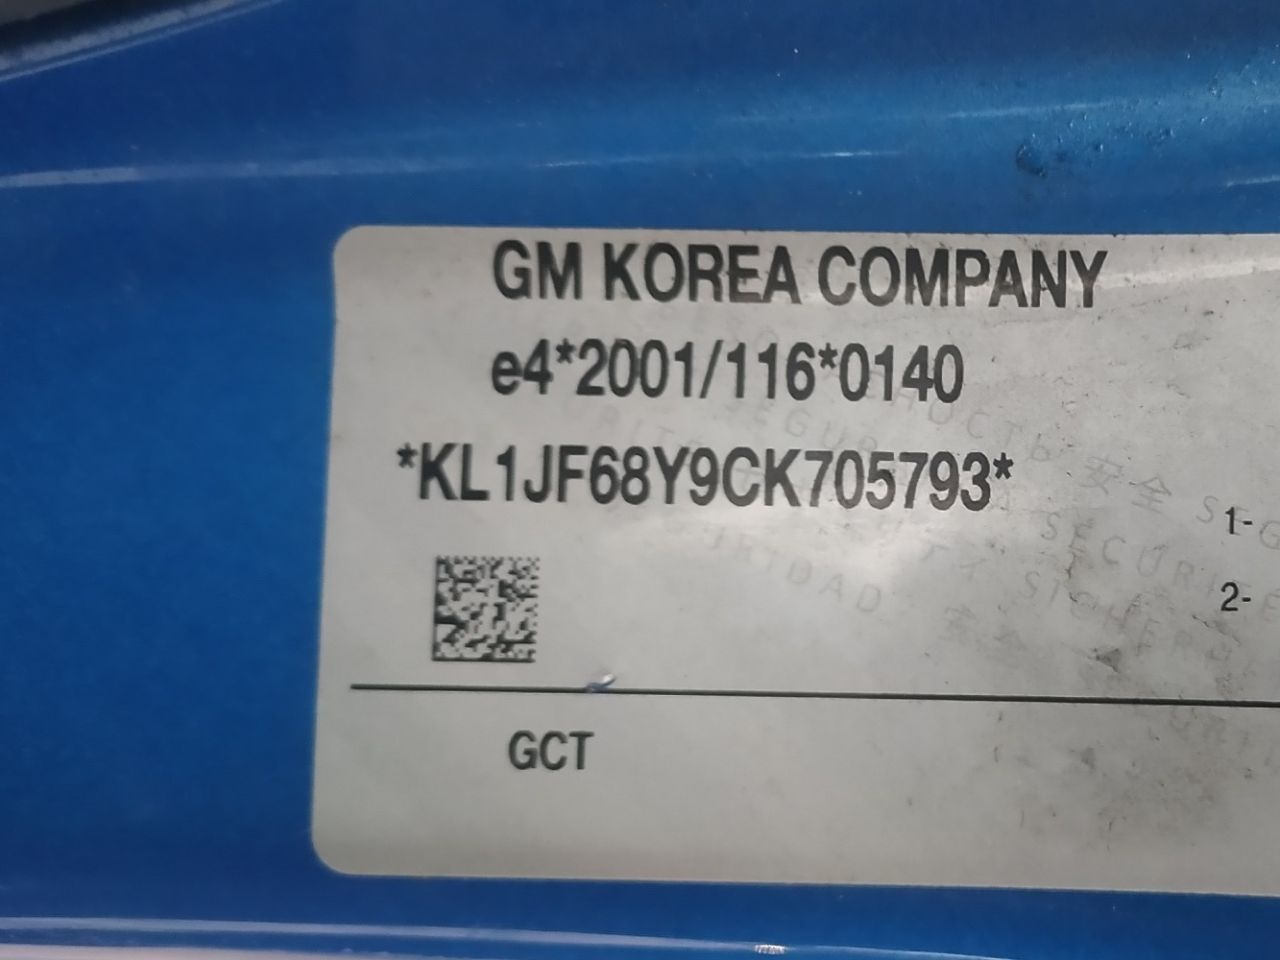 GM KOREA COMPANY
e4*2001/116*0140
*KL1JF68Y9CK705793*
1-
2-
GCT